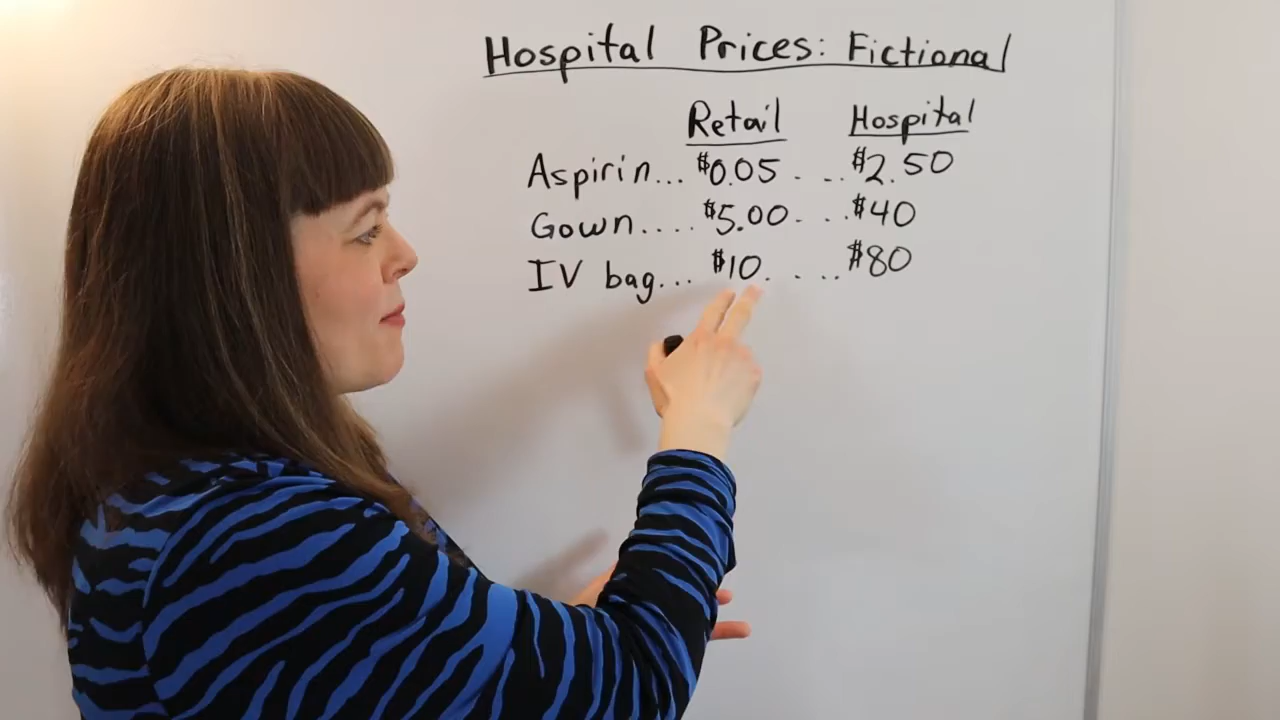 Hospital Prices: Fictional
Retail Hospital
Aspirin... $0.05 . ... $2.50
Gown.... $5.00. ... $40
IV bag... $10. . ... $80